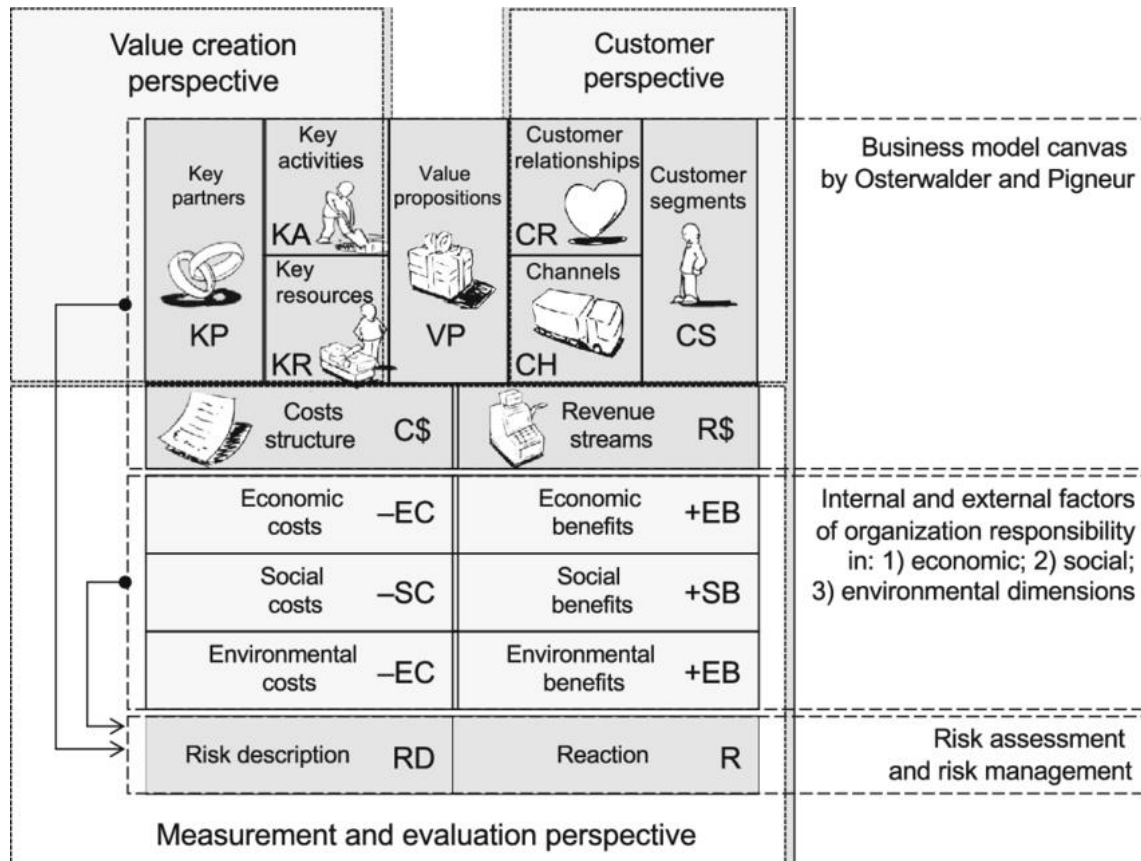 Value creation
perspective
Customer
perspective
Key
partners
KP
Key
activities
KA
Key
resources
KR
Value
propositions
VP
Customer
relationships
CR
Channels
CH
Customer
segments
CS
Business model canvas
by Osterwalder and Pigneur
Costs
structure
C$
Revenue
streams
R$
Economic
costs
–EC
Economic
benefits
+EB
Social
costs
–SC
Social
benefits
+SB
Environmental
costs
–EC
Environmental
benefits
+EB
Internal and external factors
of organization responsibility
in: 1) economic; 2) social;
3) environmental dimensions
Risk description
RD
Reaction
R
Risk assessment
and risk management
Measurement and evaluation perspective